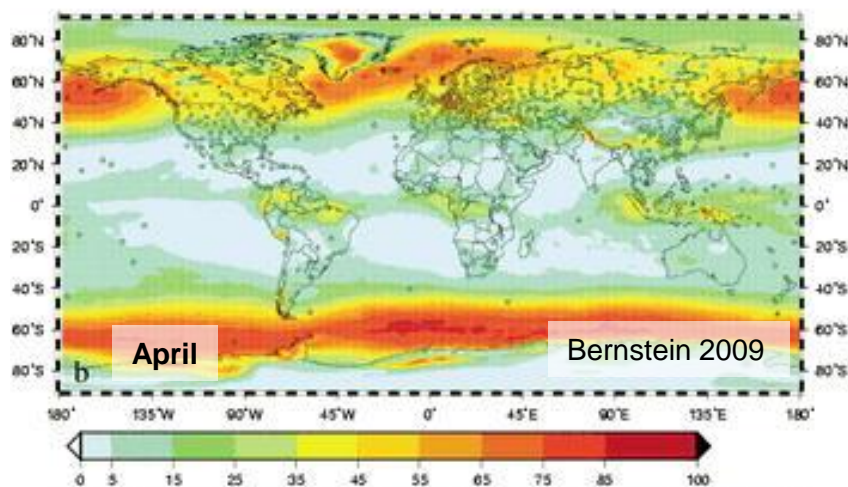 80°N 80°N
60°N 60°N
40°N 40°N
20°N 20°N
0° 0°
20°S 20°S
40°S 40°S
60°S 60°S
April Bernstein 2009
80°S b 80°S
180° 135°W 90°W 45°W 0° 45°E 90°E 135°E 180°
0 5 15 25 35 45 55 65 75 85 100